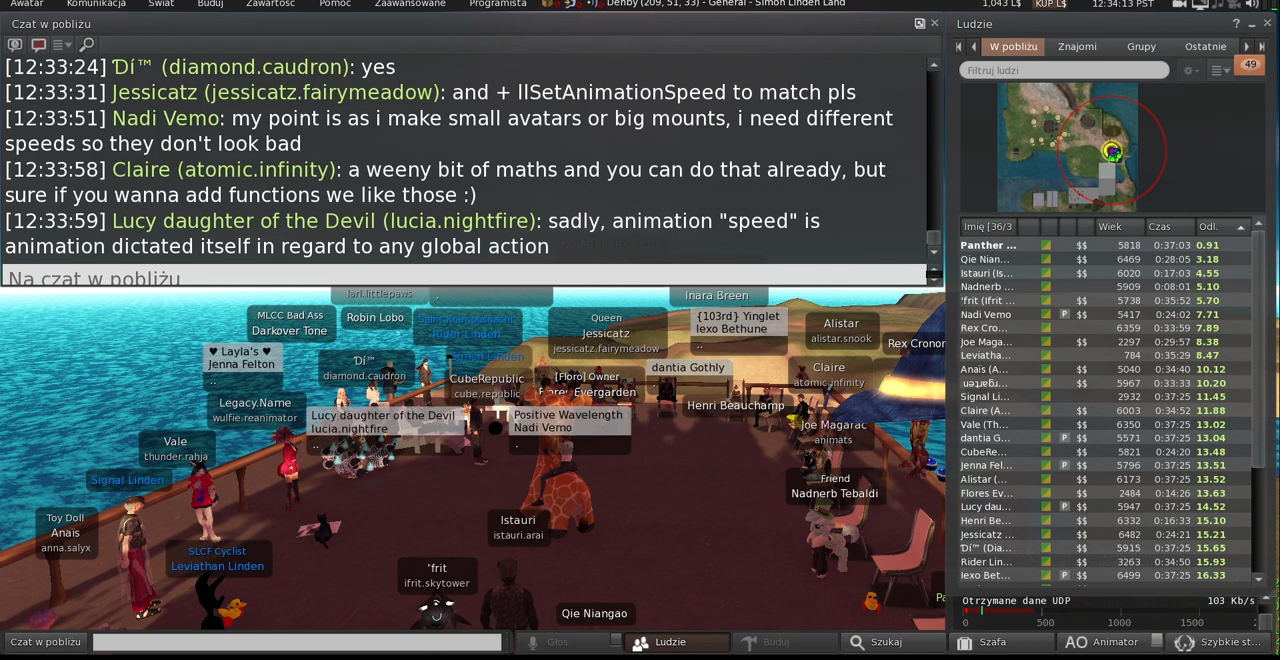 Awatar Komunikacja Świat Buduj Zawartość Pomoc Zaawansowane Programista Denby (209, 51, 33) - General - Simon Linden Land 1,043 L$ KUP L$ 12:34:13 PST
Czat w pobliżu
[12:33:24] Ɗí™ (diamond.caudron): yes
[12:33:31] Jessicatz (jessicatz.fairymeadow): and + llSetAnimationSpeed to match pls
[12:33:51] Nadi Vemo: my point is as i make small avatars or big mounts, i need different
speeds so they don't look bad
[12:33:58] Claire (atomic.infinity): a weeny bit of maths and you can do that already, but
sure if you wanna add functions we like those :)
[12:33:59] Lucy daughter of the Devil (lucia.nightfire): sadly, animation "speed" is
animation dictated itself in regard to any global action
Na czat w pobliżu
Inara Breen
MLCC Bad Ass
Darkover Tone
Robin Lobo
Rider Linden
Simon Linden
Queen
Jessicatz
jessicatz.fairymeadow
{103rd} Yinglet
Iexo Bethune
..
Alistar
alistar.snook
Rex Cronon
♥ Layla's ♥
Jenna Felton
..
Ɗí™
diamond.caudron
CubeRepublic
cube.republic
[Floro] Owner
Flores Evergarden
dantia Gothly
.
Claire
atomic.infinity
Henri Beauchamp
Legacy.Name
wulfie.reanimator
Lucy daughter of the Devil
lucia.nightfire
..
Positive Wavelength
Nadi Vemo
.
Joe Magarac
animats
Vale
thunder.rahja
Signal Linden
Friend
Nadnerb Tebaldi
Toy Doll
Anaïs
anna.salyx
SLCF Cyclist
Leviathan Linden
Istauri
istauri.arai
'frit
ifrit.skytower
Qie Niangao
Czat w pobliżu Głos Ludzie Buduj Szukaj
Ludzie
W pobliżu Znajomi Grupy Ostatnie
Filtruj ludzi
49
Imię [36/3 Wiek Czas Odl.
Panther ... $$ 5818 0:37:03 0.91
Qie Nian... $$ 6469 0:28:05 3.18
Istauri (Is... $$ 6020 0:17:03 4.55
Nadnerb ... 5909 0:08:01 5.10
'frit (Ifrit ... $$ 5738 0:35:52 5.70
Nadi Vemo P $$ 5417 0:24:02 7.71
Rex Cro... 6359 0:33:59 7.89
Joe Maga... $$ 2297 0:29:57 8.38
Leviatha... 784 0:35:29 8.47
Anaïs (A... $$ 5040 0:34:40 10.12
$$ 5967 0:33:33 10.20
Signal Li... 2932 0:37:25 11.45
Claire (A... $$ 6003 0:34:52 11.88
Vale (Th... $$ 6350 0:37:25 13.02
dantia G... P $$ 5571 0:37:25 13.04
CubeRe... $$ 5821 0:24:20 13.48
Jenna Fel... P $$ 5796 0:37:25 13.51
Alistar (... $$ 6173 0:37:25 13.52
Flores Ev... $$ 2484 0:14:26 13.63
Lucy dau... P $$ 5947 0:37:25 14.52
Henri Be... $$ 6332 0:16:33 15.10
Jessicatz ... $$ 6482 0:24:21 15.21
Ɗí™ (Dia... $$ 5915 0:37:25 15.65
Rider Lin... $$ 3263 0:34:50 15.93
Iexo Bet... P $$ 6499 0:37:25 16.33
Otrzymane dane UDP 103 Kb/s
0 500 1000 1500
Szafa AO Animator Szybkie st...